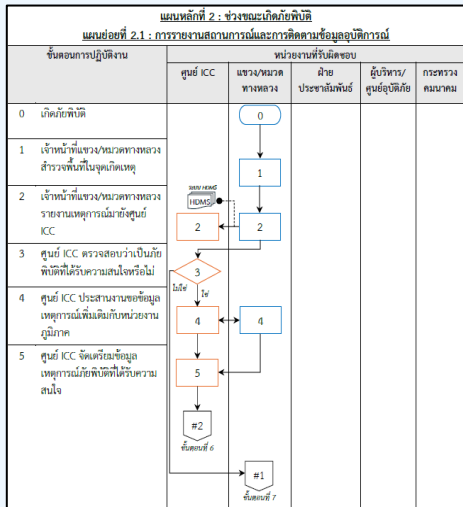 แผนหลักที่ 2 : ช่วงขณะเกิดภัยพิบัติ
แผนย่อยที่ 2.1 : การรายงานสถานการณ์และการติดตามข้อมูลอุบัติการณ์
ขั้นตอนการปฏิบัติงาน
หน่วยงานที่รับผิดชอบ
ศูนย์ ICC
แขวง/หมวด
ทางหลวง
ฝ่าย
ประชาสัมพันธ์
ผู้บริหาร/
ศูนย์อุบัติภัย
กระทรวง
คมนาคม
0 เกิดภัยพิบัติ
0
1 เจ้าหน้าที่แขวง/หมวดทางหลวง
สำรวจพื้นที่ในจุดเกิดเหตุ
1
2 เจ้าหน้าที่แขวง/หมวดทางหลวง
รายงานเหตุการณ์มายังศูนย์
ICC
ระบบ HDMS
HDMS
2
2
3 ศูนย์ ICC ตรวจสอบว่าเป็นภัย
พิบัติที่ได้รับความสนใจหรือไม่
3
ไม่ใช่
ใช่
4 ศูนย์ ICC ประสานงานขอข้อมูล
เหตุการณ์เพิ่มเติมกับหน่วยงาน
ภูมิภาค
4
4
5 ศูนย์ ICC จัดเตรียมข้อมูล
เหตุการณ์ภัยพิบัติที่ได้รับความ
สนใจ
5
#2
ขั้นตอนที่ 6
#1
ขั้นตอนที่ 7